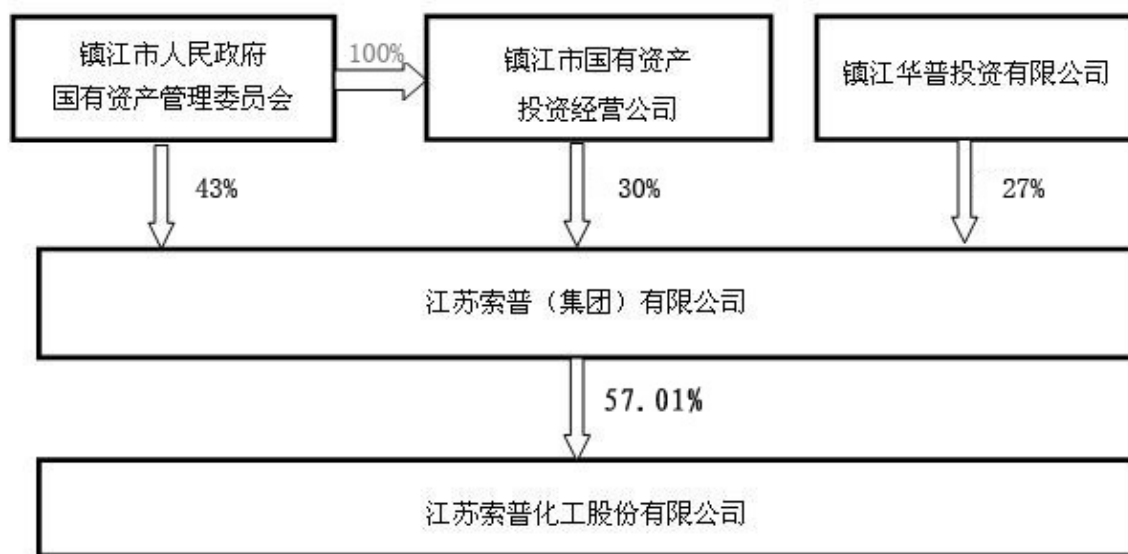 镇江市人民政府
国有资产管理委员会
100%
镇江市国有资产
投资经营公司
镇江华普投资有限公司
43%
30%
27%
江苏索普（集团）有限公司
57.01%
江苏索普化工股份有限公司